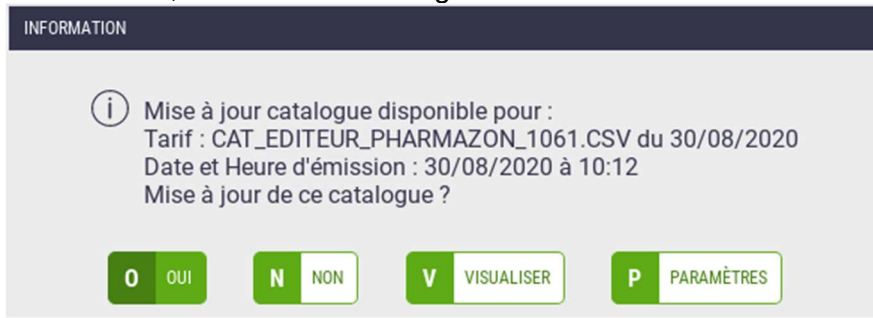 INFORMATION
Mise à jour catalogue disponible pour :
Tarif : CAT_EDITEUR_PHARMAZON_1061.CSV du 30/08/2020
Date et Heure d'émission : 30/08/2020 à 10:12
Mise à jour de ce catalogue ?
O OUI N NON V VISUALISER P PARAMÈTRES